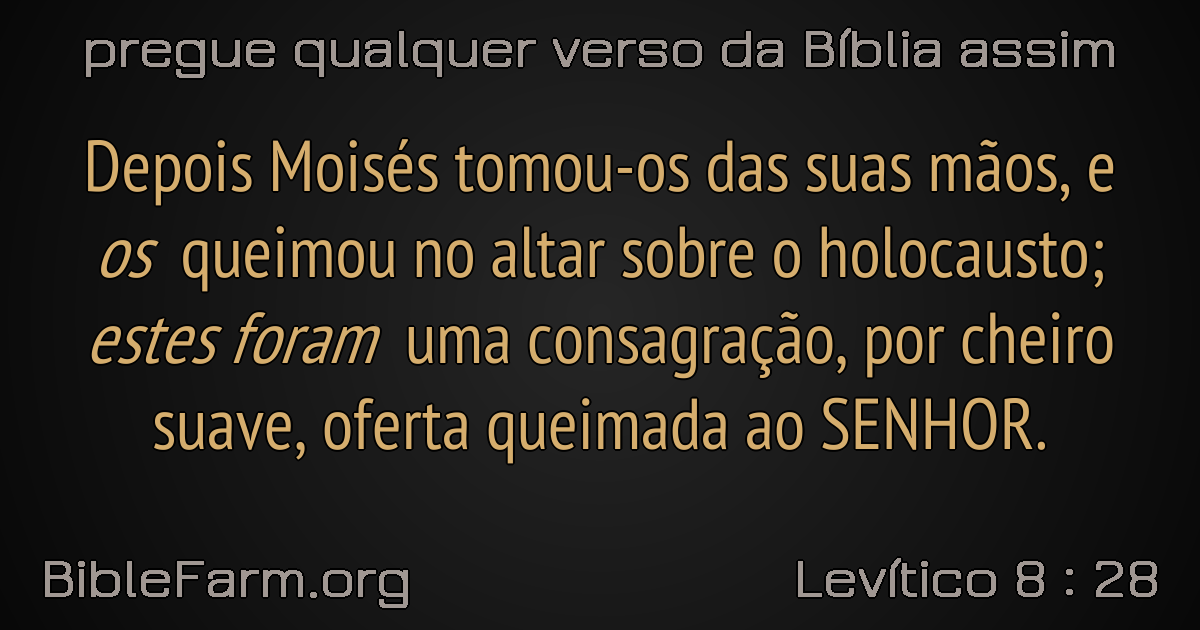 pregue qualquer verso da Bíblia assim
Depois Moisés tomou-os das suas mãos, e
os queimou no altar sobre o holocausto;
estes foram uma consagração, por cheiro
suave, oferta queimada ao SENHOR.
BibleFarm.org
Levítico 8 : 28